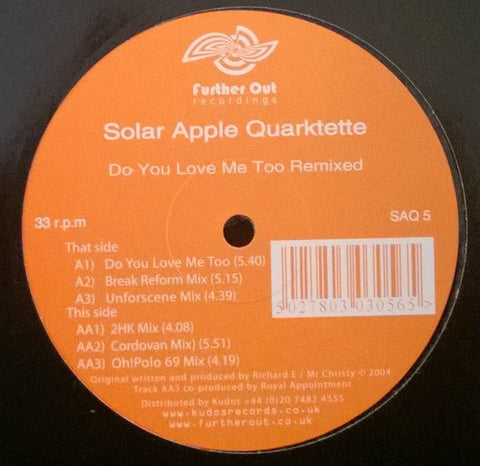 Further Out
recordings
Solar Apple Quarktette
Do You Love Me Too Remixed
33 r.p.m
SAQ 5
That side
A1) Do You Love Me Too (5.40)
A2) Break Reform Mix (5.15)
A3) Unforscene Mix (4.39)
This side
AA1) 2HK Mix (4.08)
AA2) Cordovan Mix) (5.51)
AA3) Oh!Polo 69 Mix (4.19)
5 027803 030565 >
Original written and produced by Richard E / Mr Christy © 2004
Track AA3 co-produced by Royal Appointment
Distributed by Kudos +44 (0)20 7482 4555
www.kudosrecords.co.uk
www.furtherout.co.uk